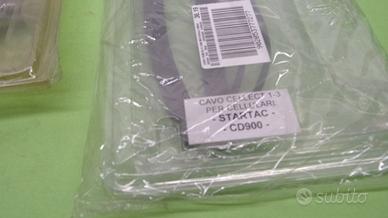 CAVO CELLECT 1-3
PER CELLULARI
- STARTAC -
- CD900 -
subito